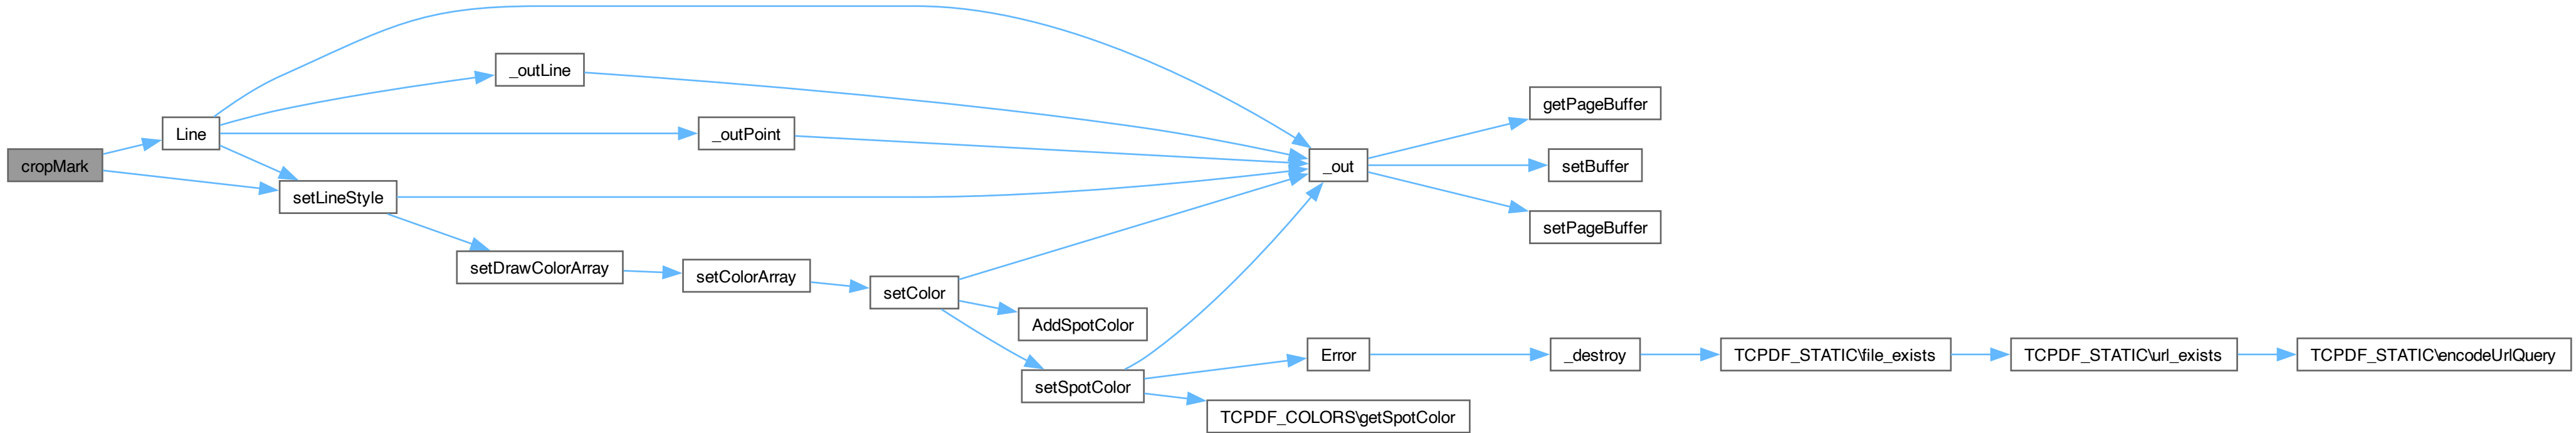 cropMark
Line
_outLine
_outPoint
setLineStyle
setDrawColorArray
setColorArray
setColor
AddSpotColor
setSpotColor
_out
getPageBuffer
setBuffer
setPageBuffer
Error
_destroy
TCPDF_STATIC\file_exists
TCPDF_STATIC\url_exists
TCPDF_STATIC\encodeUrlQuery
TCPDF_COLORS\getSpotColor